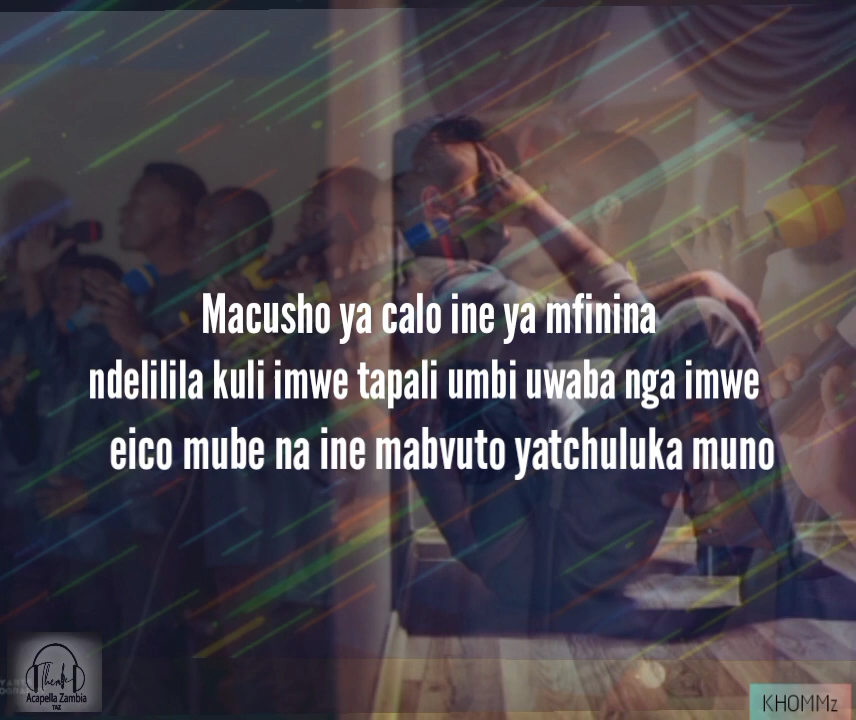 Macusho ya calo ine ya mfinina
ndelilila kuli imwe tapali umbi uwaba nga imwe
eico mube na ine mabvuto yatchuluka muno
Acapella Zambia
TAZ
KHOMMz